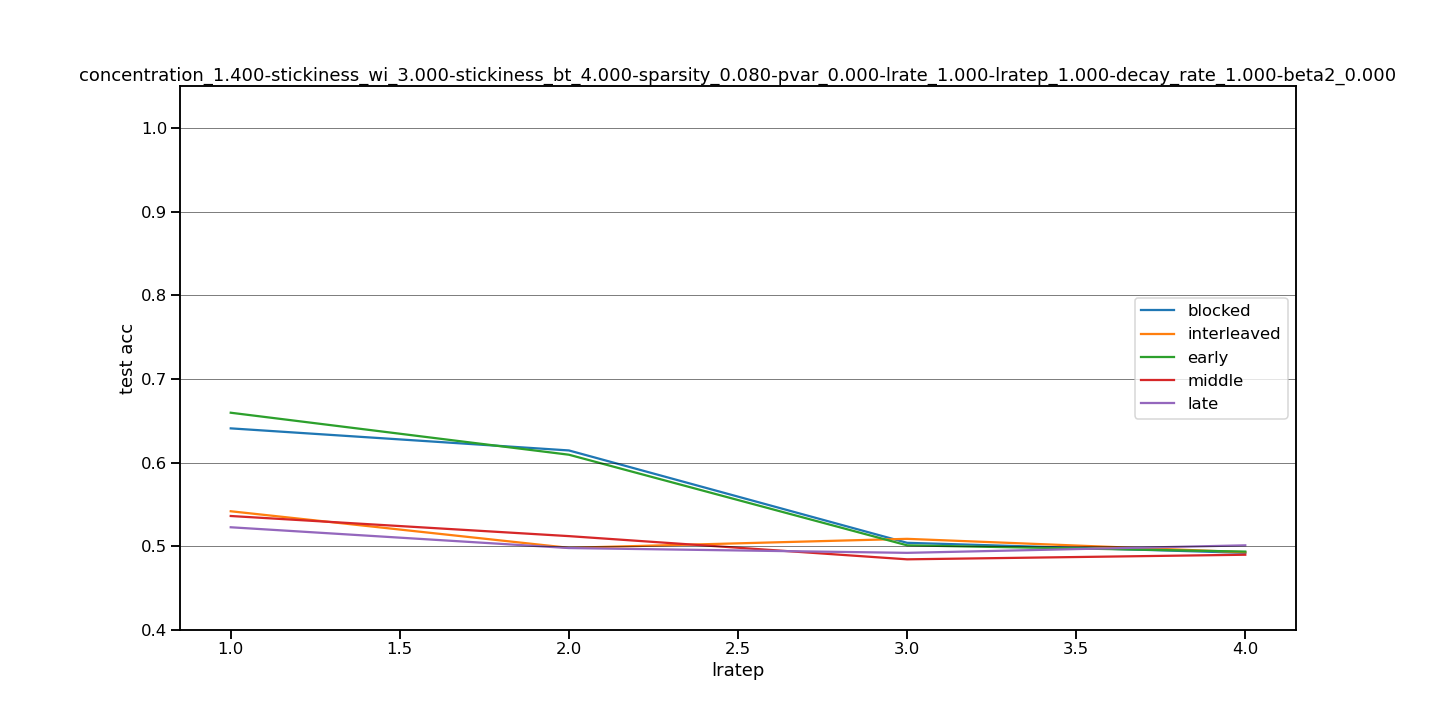 concentration_1.400-stickiness_wi_3.000-stickiness_bt_4.000-sparsity_0.080-pvar_0.000-lrate_1.000-lratep_1.000-decay_rate_1.000-beta2_0.000
1.0
0.9
0.8
0.7
0.6
0.5
0.4
test acc
blocked
interleaved
early
middle
late
1.0 1.5 2.0 2.5 3.0 3.5 4.0
lratep